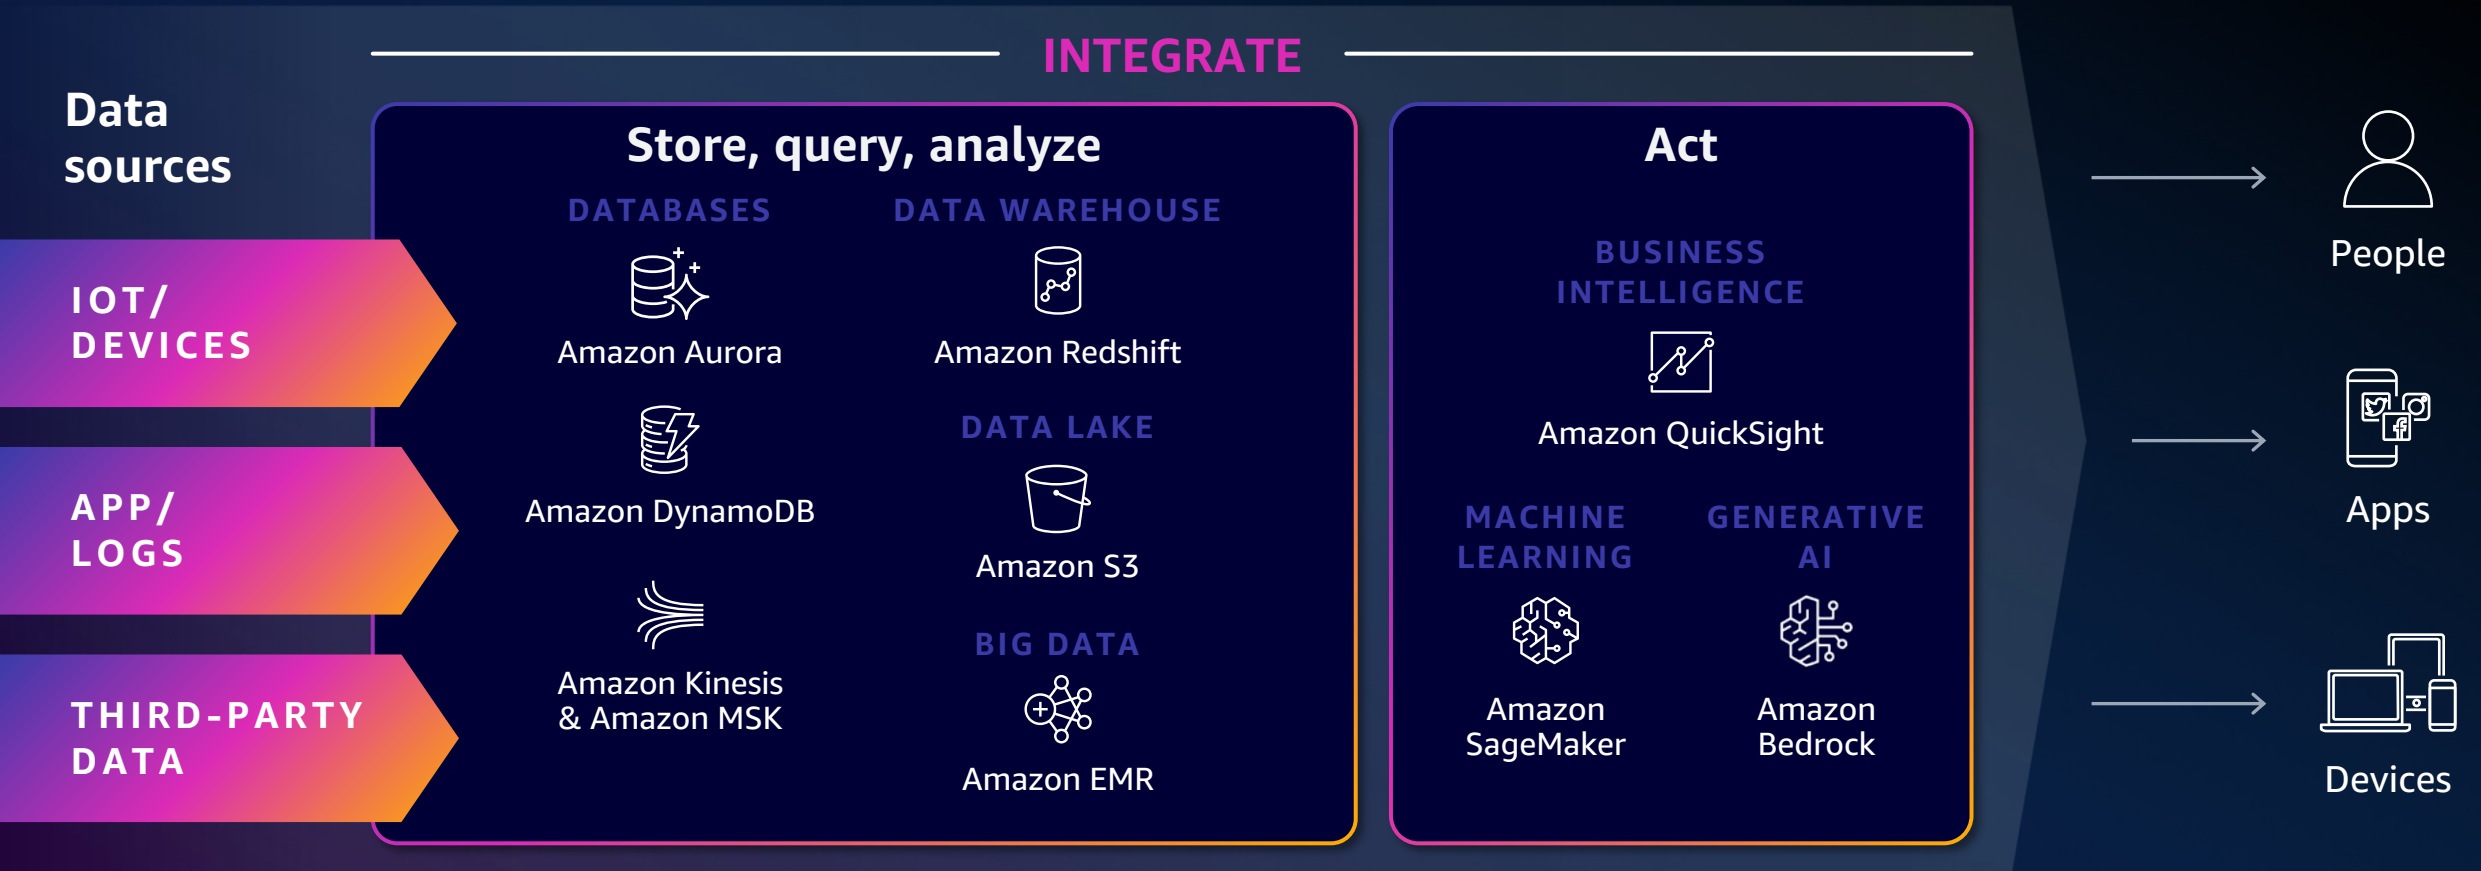 INTEGRATE
Data
sources
IOT/
DEVICES
APP/
LOGS
THIRD-PARTY
DATA
Store, query, analyze
DATABASES
Amazon Aurora
Amazon DynamoDB
Amazon Kinesis
& Amazon MSK
DATA WAREHOUSE
Amazon Redshift
DATA LAKE
Amazon S3
BIG DATA
Amazon EMR
Act
BUSINESS
INTELLIGENCE
Amazon QuickSight
MACHINE
LEARNING
Amazon
SageMaker
GENERATIVE
AI
Amazon
Bedrock
People
Apps
Devices